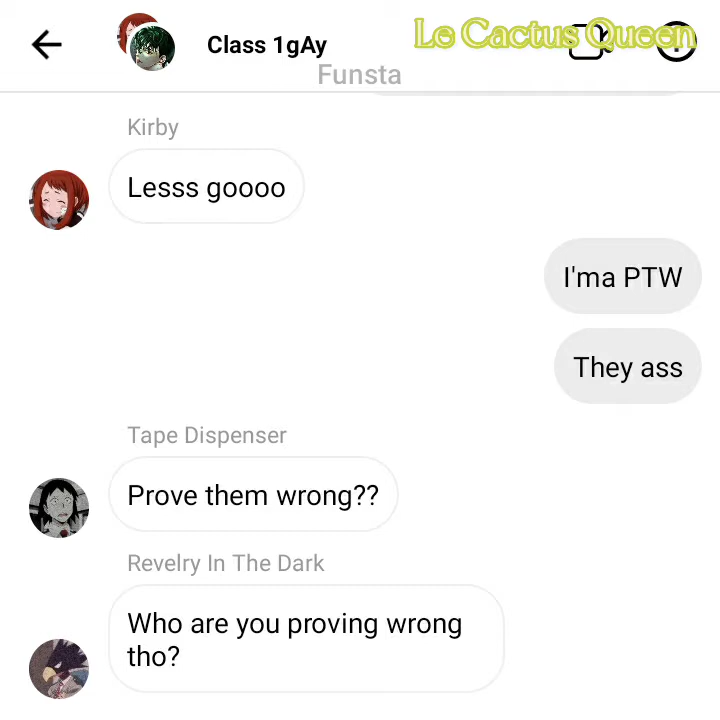 Class 1gAy
Le Cactus Queen
Funsta
Kirby
Lesss goooo
I'ma PTW
They ass
Tape Dispenser
Prove them wrong??
Revelry In The Dark
Who are you proving wrong
tho?